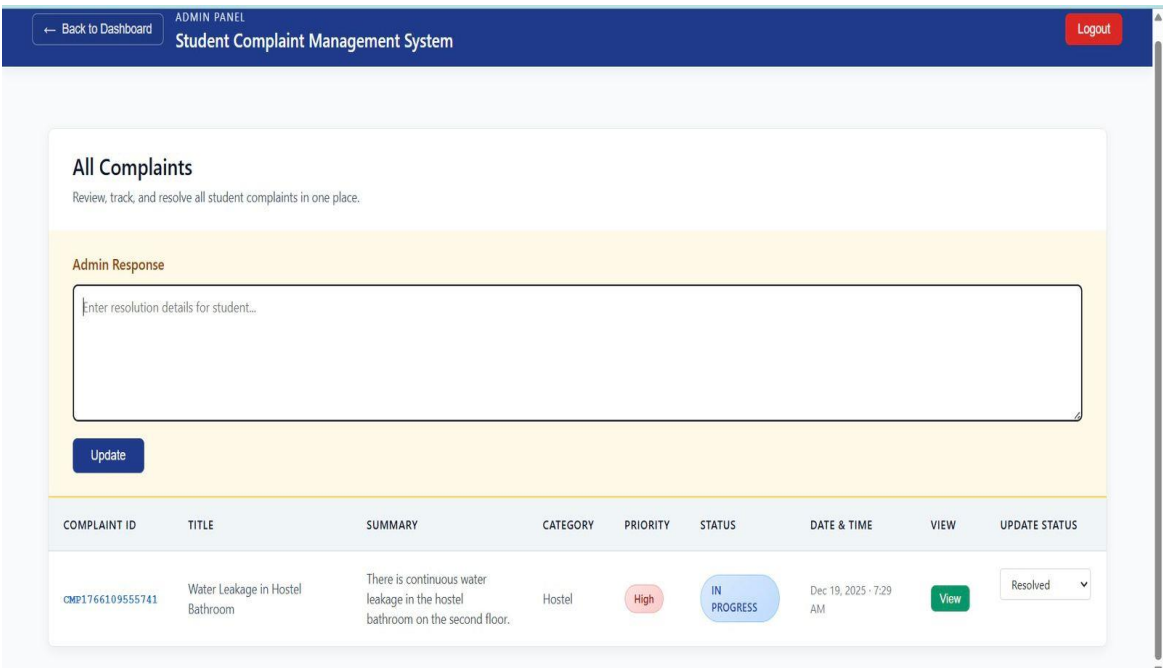 ← Back to Dashboard
ADMIN PANEL
Student Complaint Management System
Logout
All Complaints
Review, track, and resolve all student complaints in one place.
Admin Response
Enter resolution details for student...
Update
COMPLAINT ID TITLE SUMMARY CATEGORY PRIORITY STATUS DATE & TIME VIEW UPDATE STATUS
CMP1766109555741
Water Leakage in Hostel
Bathroom
There is continuous water
leakage in the hostel
bathroom on the second floor.
Hostel
High
IN
PROGRESS
Dec 19, 2025 · 7:29
AM
View
Resolved